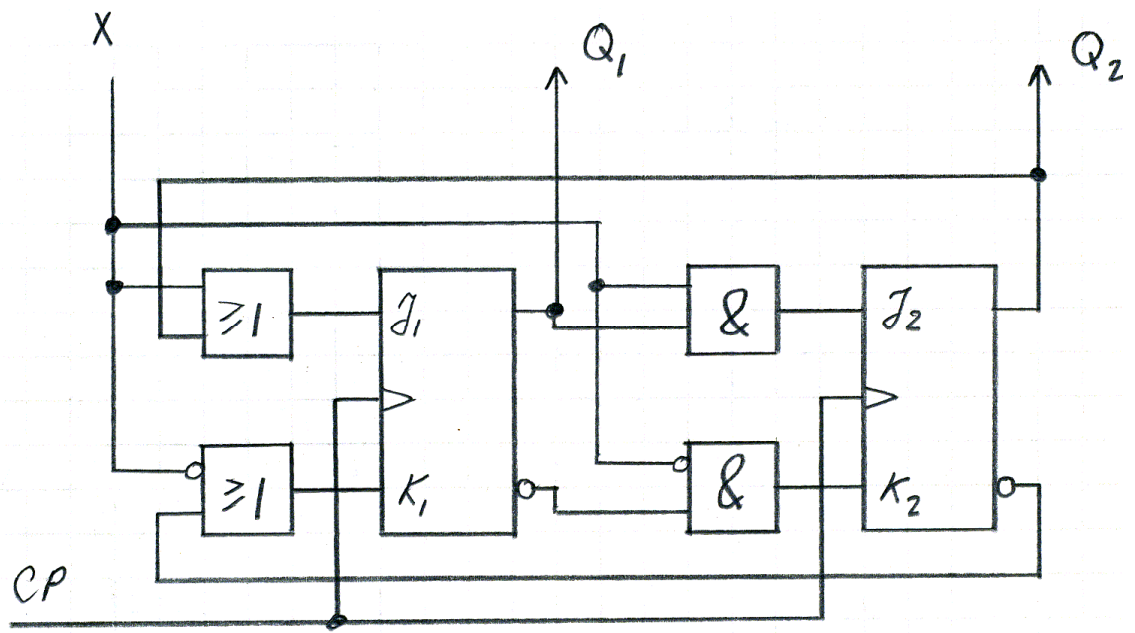 X
Q₁
Q₂
≥1
J₁
&
J₂
≥1
K₁
&
K₂
CP